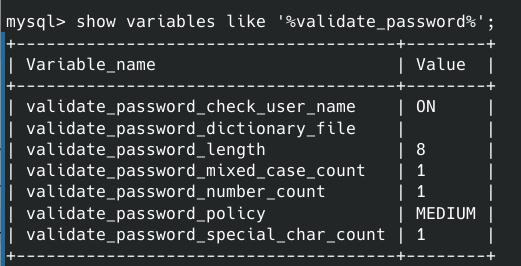 mysql> show variables like '%validate_password%';
+--------------------------------------+--------+
| Variable_name                        | Value  |
+--------------------------------------+--------+
| validate_password_check_user_name    | ON     |
| validate_password_dictionary_file    |        |
| validate_password_length             | 8      |
| validate_password_mixed_case_count   | 1      |
| validate_password_number_count       | 1      |
| validate_password_policy             | MEDIUM |
| validate_password_special_char_count | 1      |
+--------------------------------------+--------+